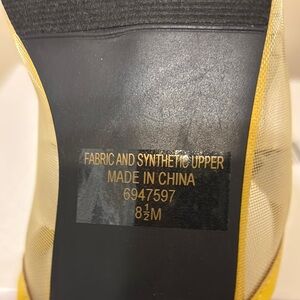 FABRIC AND SYNTHETIC UPPER
MADE IN CHINA
6947597
8½M